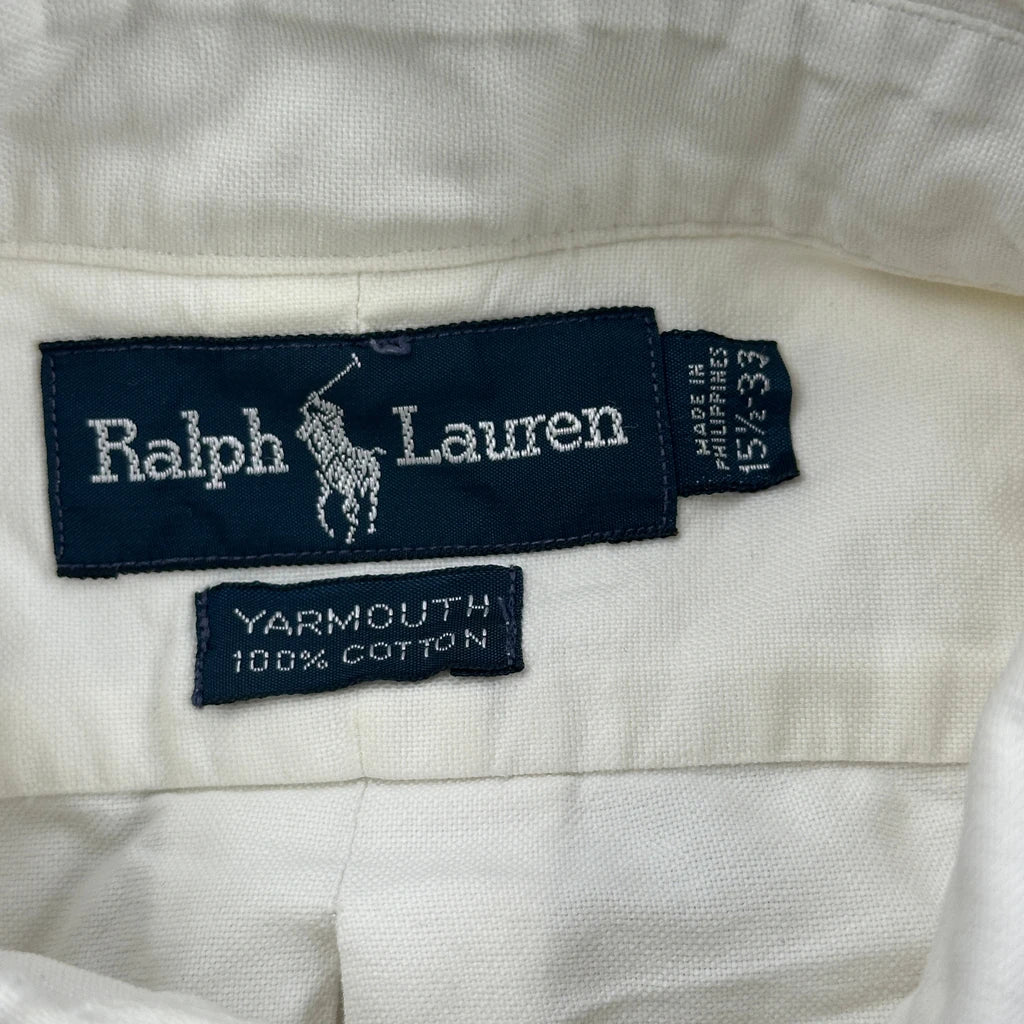 Ralph Lauren
MADE IN
PHILIPPINES
15½-33
YARMOUTH
100% COTTON